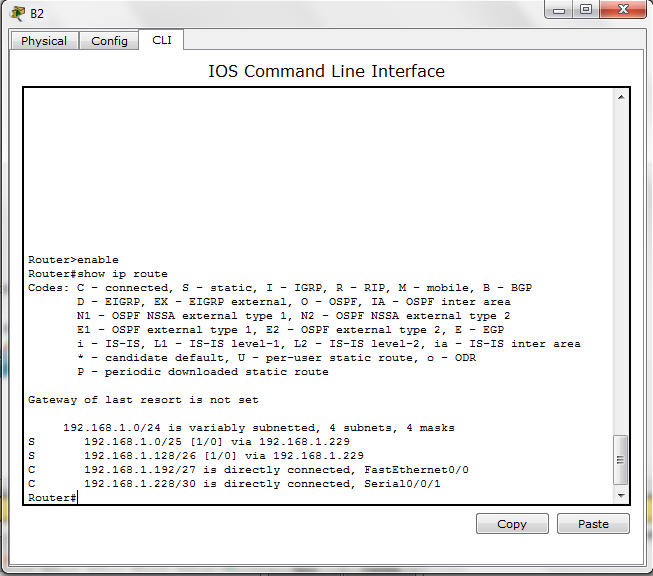 B2
Physical Config CLI
IOS Command Line Interface
Router>enable
Router#show ip route
Codes: C - connected, S - static, I - IGRP, R - RIP, M - mobile, B - BGP
       D - EIGRP, EX - EIGRP external, O - OSPF, IA - OSPF inter area
       N1 - OSPF NSSA external type 1, N2 - OSPF NSSA external type 2
       E1 - OSPF external type 1, E2 - OSPF external type 2, E - EGP
       i - IS-IS, L1 - IS-IS level-1, L2 - IS-IS level-2, ia - IS-IS inter area
       * - candidate default, U - per-user static route, o - ODR
       P - periodic downloaded static route
Gateway of last resort is not set
     192.168.1.0/24 is variably subnetted, 4 subnets, 4 masks
S       192.168.1.0/25 [1/0] via 192.168.1.229
S       192.168.1.128/26 [1/0] via 192.168.1.229
C       192.168.1.192/27 is directly connected, FastEthernet0/0
C       192.168.1.228/30 is directly connected, Serial0/0/1
Router#
Copy Paste